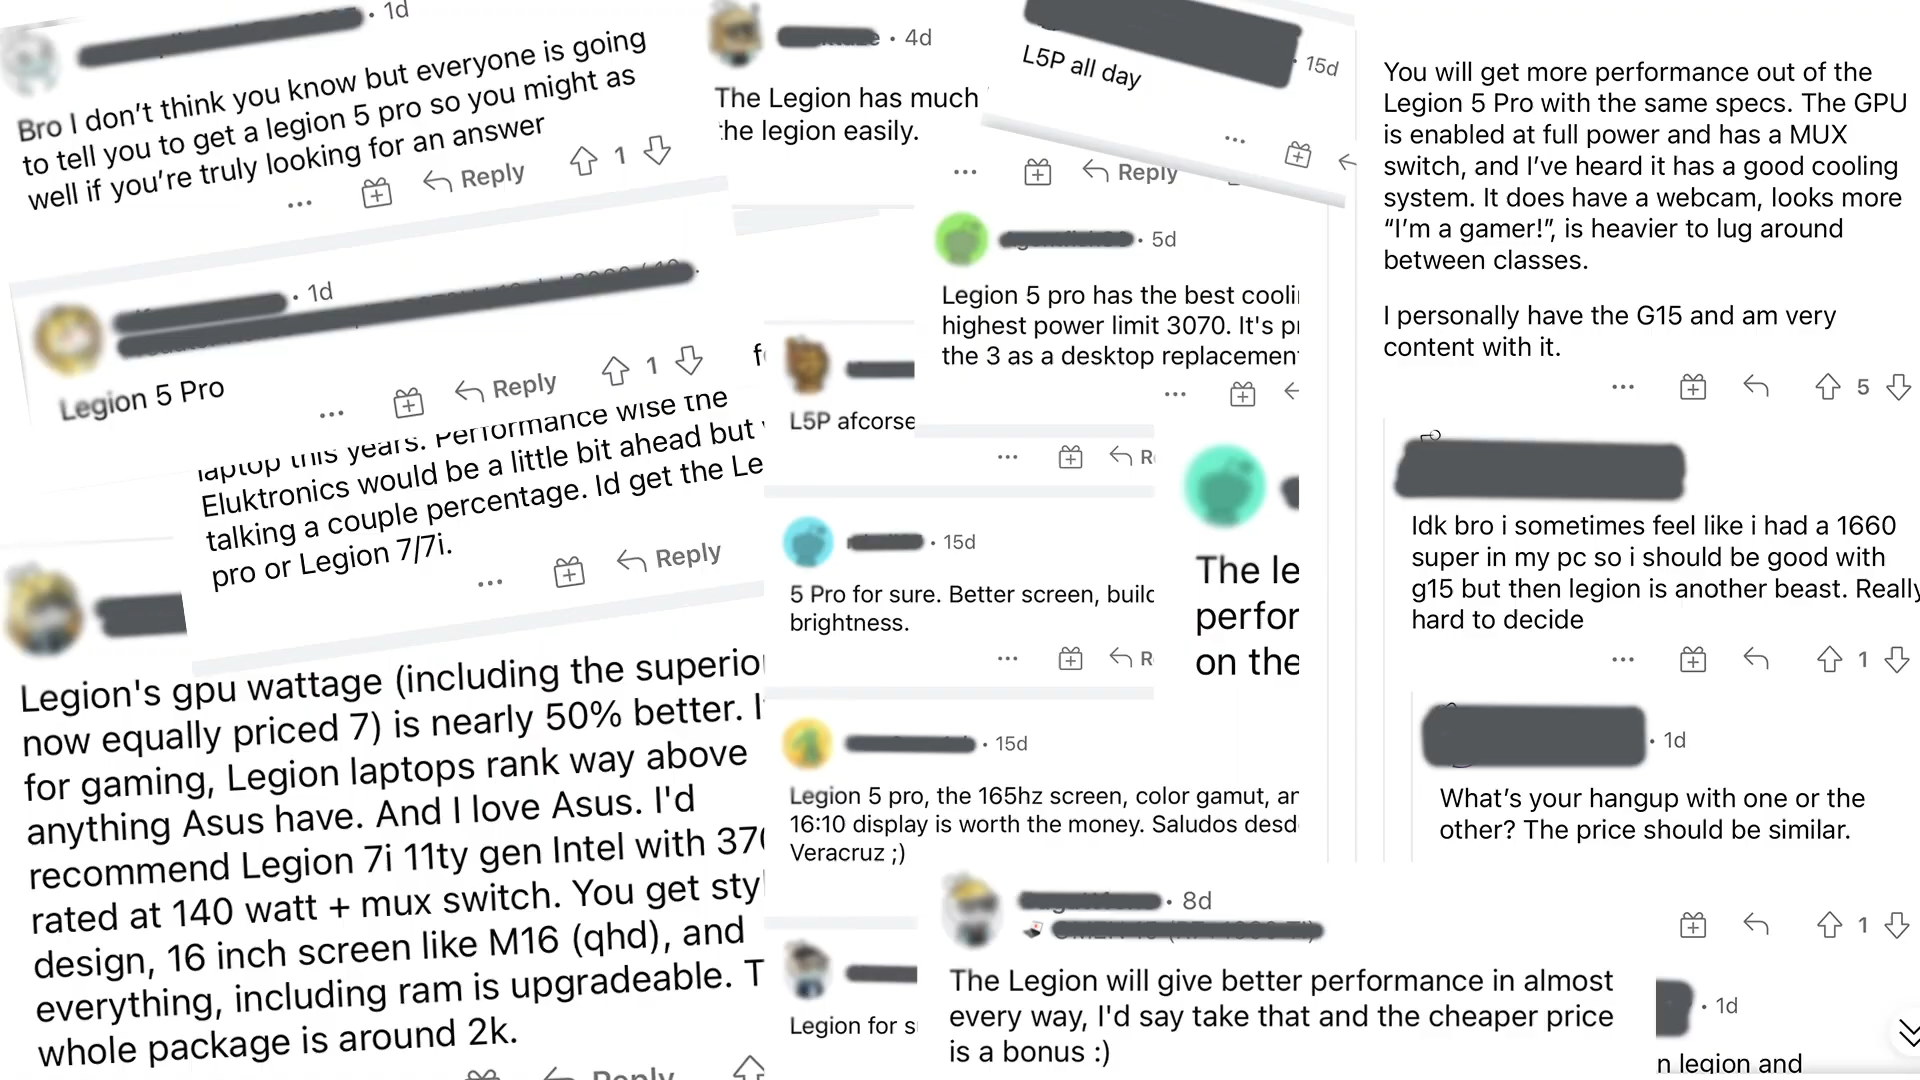 1d
Bro I don't think you know but everyone is going
to tell you to get a legion 5 pro so you might as
well if you're truly looking for an answer
... Reply 1
1d
Legion 5 Pro
... Reply 1
laptop this years. Performance wise the
Eluktronics would be a little bit ahead but
talking a couple percentage. Id get the Le
pro or Legion 7/7i.
... Reply
Legion's gpu wattage (including the superior
now equally priced 7) is nearly 50% better. I
for gaming, Legion laptops rank way above
anything Asus have. And I love Asus. I'd
recommend Legion 7i 11ty gen Intel with 370
rated at 140 watt + mux switch. You get sty
design, 16 inch screen like M16 (qhd), and
everything, including ram is upgradeable. T
whole package is around 2k.
Reply
4d
The Legion has much
the legion easily.
... Reply
15d
L5P all day
...
5d
Legion 5 pro has the best cooli
highest power limit 3070. It's pr
the 3 as a desktop replacement
...
L5P afcorse
... R
15d
5 Pro for sure. Better screen, build
brightness.
... R
The le
perfor
on the
15d
Legion 5 pro, the 165hz screen, color gamut, an
16:10 display is worth the money. Saludos desd
Veracruz ;)
Legion for s
8d
The Legion will give better performance in almost
every way, I'd say take that and the cheaper price
is a bonus :)
You will get more performance out of the
Legion 5 Pro with the same specs. The GPU
is enabled at full power and has a MUX
switch, and I've heard it has a good cooling
system. It does have a webcam, looks more
“I'm a gamer!”, is heavier to lug around
between classes.
I personally have the G15 and am very
content with it.
... 5
Idk bro i sometimes feel like i had a 1660
super in my pc so i should be good with
g15 but then legion is another beast. Really
hard to decide
... 1
1d
What's your hangup with one or the
other? The price should be similar.
1
1d
n legion and